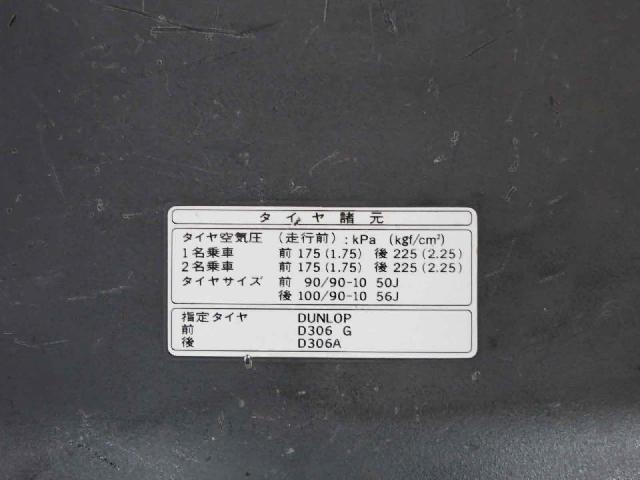 タイヤ諸元
タイヤ空気圧 (走行前) : kPa (kgf/cm²)
1名乗車 前 175 (1.75) 後 225 (2.25)
2名乗車 前 175 (1.75) 後 225 (2.25)
タイヤサイズ 前 90/90-10 50J
後 100/90-10 56J
指定タイヤ DUNLOP
前 D306 G
後 D306A